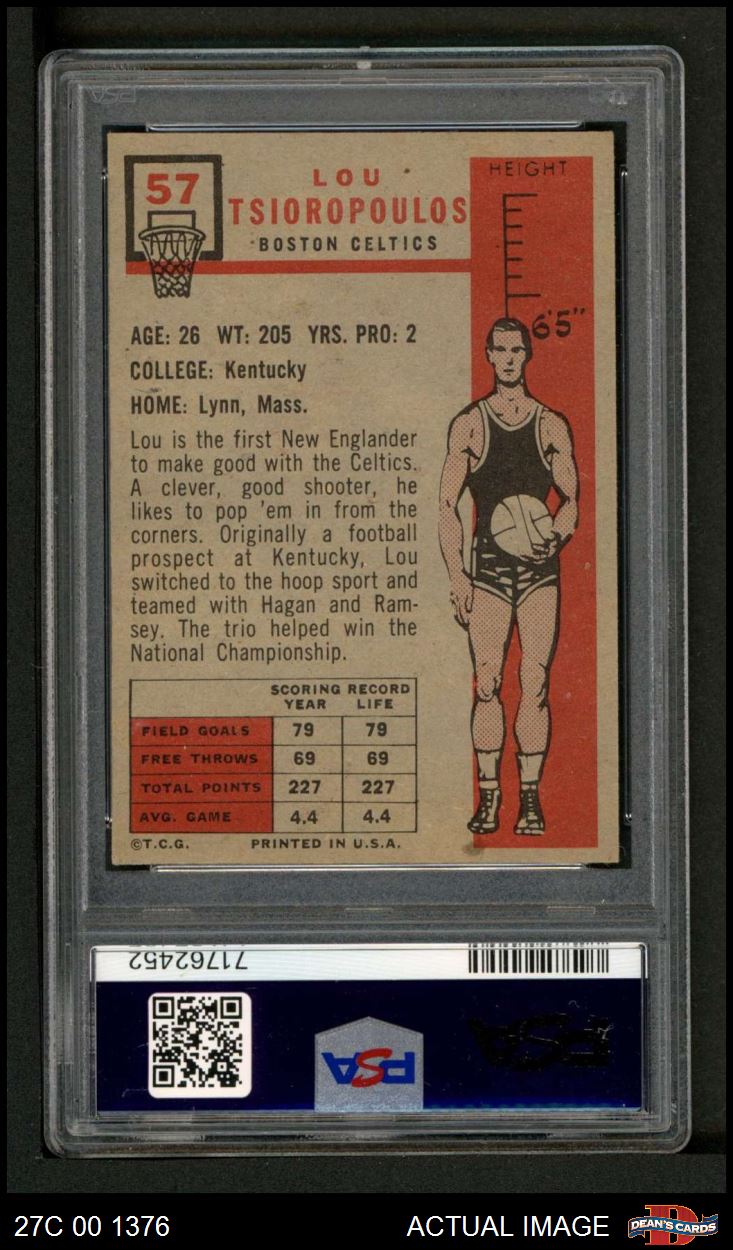 57
LOU
TSIOROPOULOS
BOSTON CELTICS
HEIGHT
6'5"
AGE: 26 WT: 205 YRS. PRO: 2
COLLEGE: Kentucky
HOME: Lynn, Mass.
Lou is the first New Englander
to make good with the Celtics.
A clever, good shooter, he
likes to pop 'em in from the
corners. Originally a football
prospect at Kentucky, Lou
switched to the hoop sport and
teamed with Hagan and Ram-
sey. The trio helped win the
National Championship.
SCORING RECORD
YEAR LIFE
FIELD GOALS 79 79
FREE THROWS 69 69
TOTAL POINTS 227 227
AVG. GAME 4.4 4.4
©T.C.G. PRINTED IN U.S.A.
71762452
PSA
PSA
27C 00 1376 ACTUAL IMAGE DEAN'S CARDS